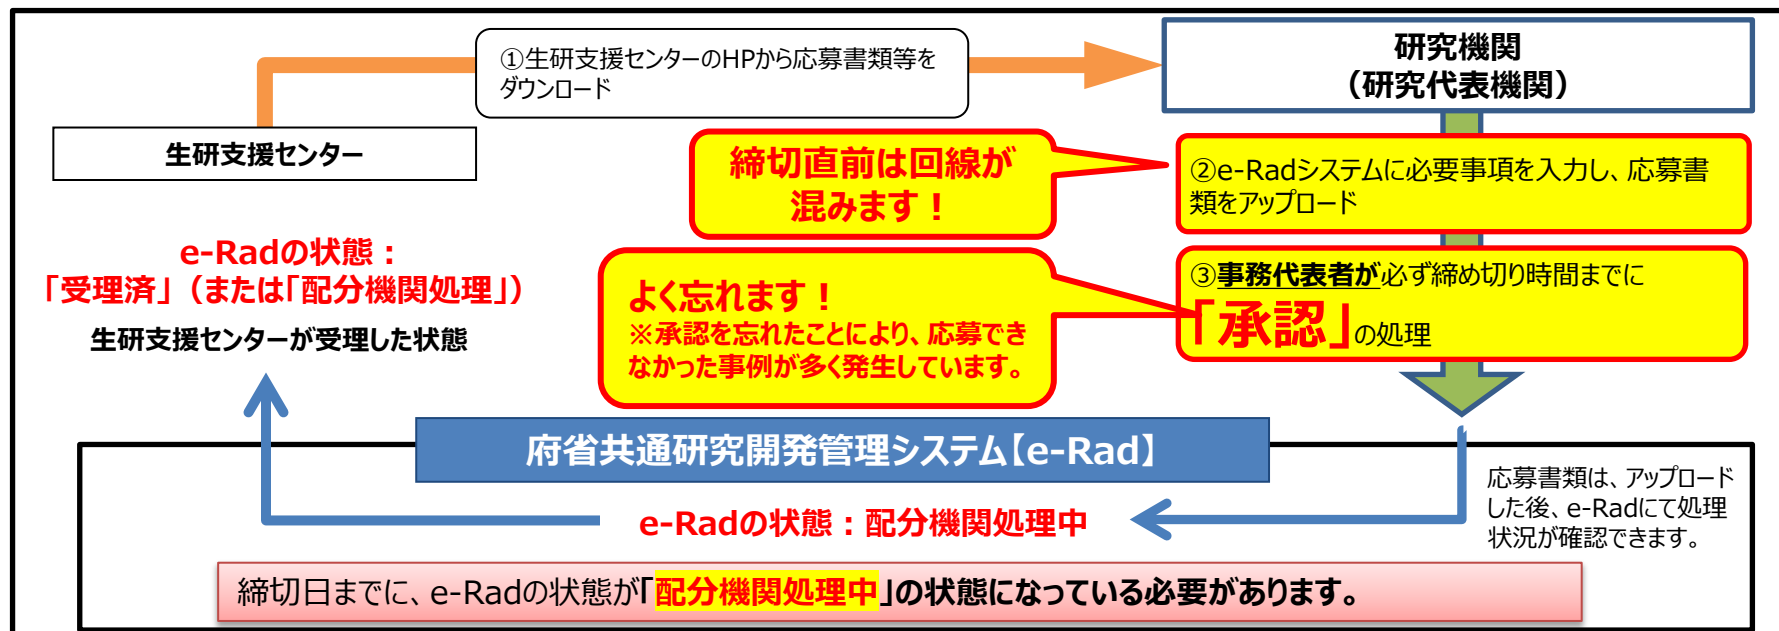 ①生研支援センターのHPから応募書類等を
ダウンロード
研究機関
（研究代表機関）
生研支援センター
締切直前は回線が
混みます！
②e-Radシステムに必要事項を入力し、応募書
類をアップロード
e-Radの状態：
「受理済」（または「配分機関処理」）
生研支援センターが受理した状態
よく忘れます！
※承認を忘れたことにより、応募でき
なかった事例が多く発生しています。
③事務代表者が必ず締め切り時間までに
「承認」の処理
府省共通研究開発管理システム【e-Rad】
応募書類は、アップロード
した後、e-Radにて処理
状況が確認できます。
e-Radの状態：配分機関処理中
締切日までに、e-Radの状態が「配分機関処理中」の状態になっている必要があります。